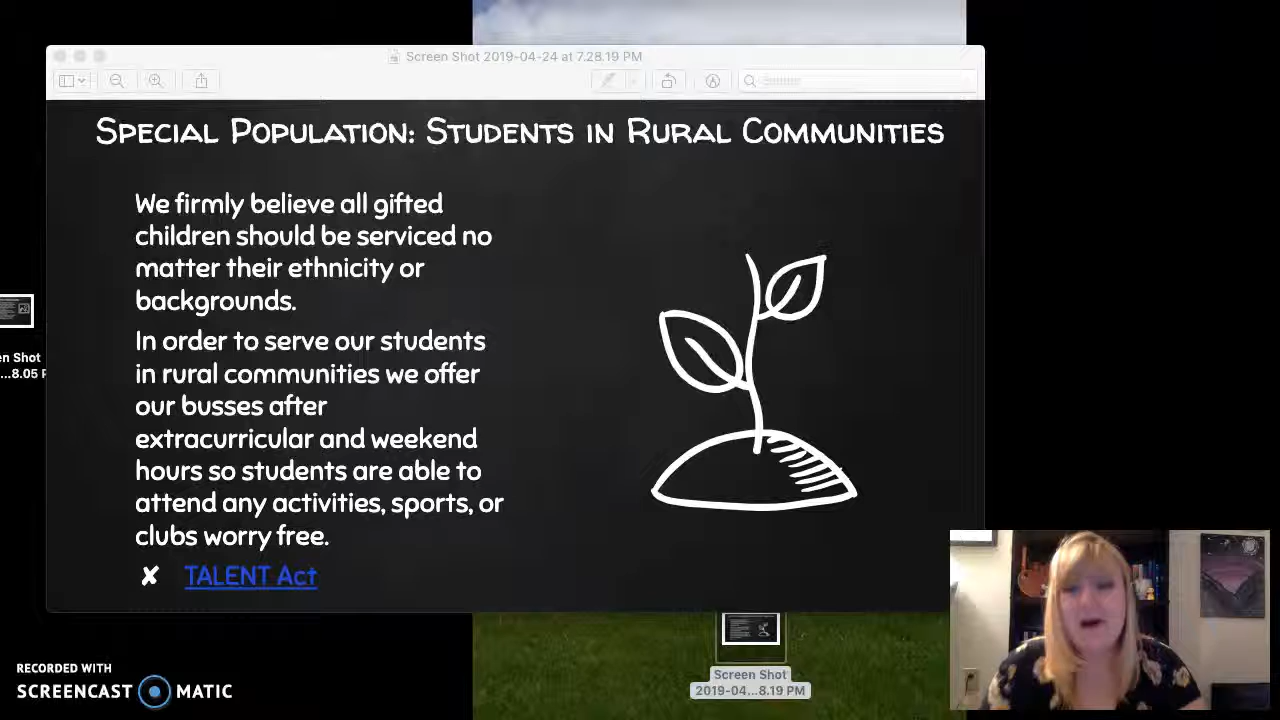 Screen Shot 2019-04-24 at 7.28.19 PM
Special Population: Students in Rural Communities
We firmly believe all gifted
children should be serviced no
matter their ethnicity or
backgrounds.
In order to serve our students
in rural communities we offer
our busses after
extracurricular and weekend
hours so students are able to
attend any activities, sports, or
clubs worry free.
✘ TALENT Act
en Shot
...8.05 P
Screen Shot
2019-04...8.19 PM
RECORDED WITH
SCREENCAST MATIC